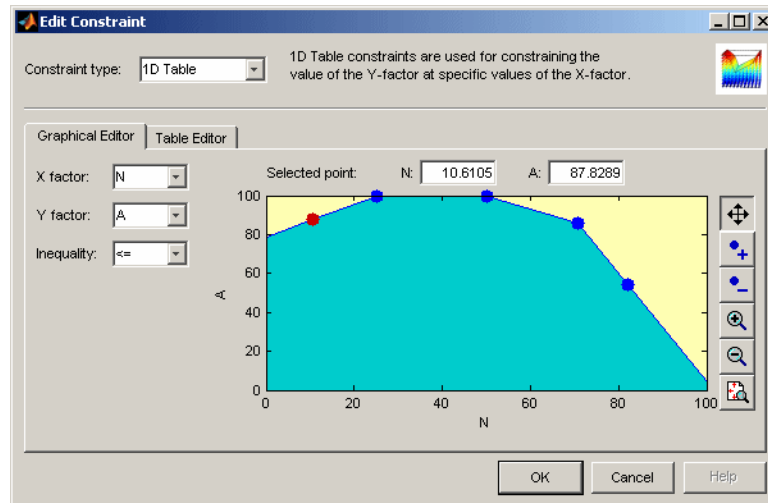 Edit Constraint
Constraint type: 1D Table
1D Table constraints are used for constraining the
value of the Y-factor at specific values of the X-factor.
Graphical Editor Table Editor
X factor: N
Y factor: A
Inequality: <=
Selected point: N: 10.6105 A: 87.8289
100
80
60
40
20
0
A
0 20 40 60 80 100
N
OK Cancel Help